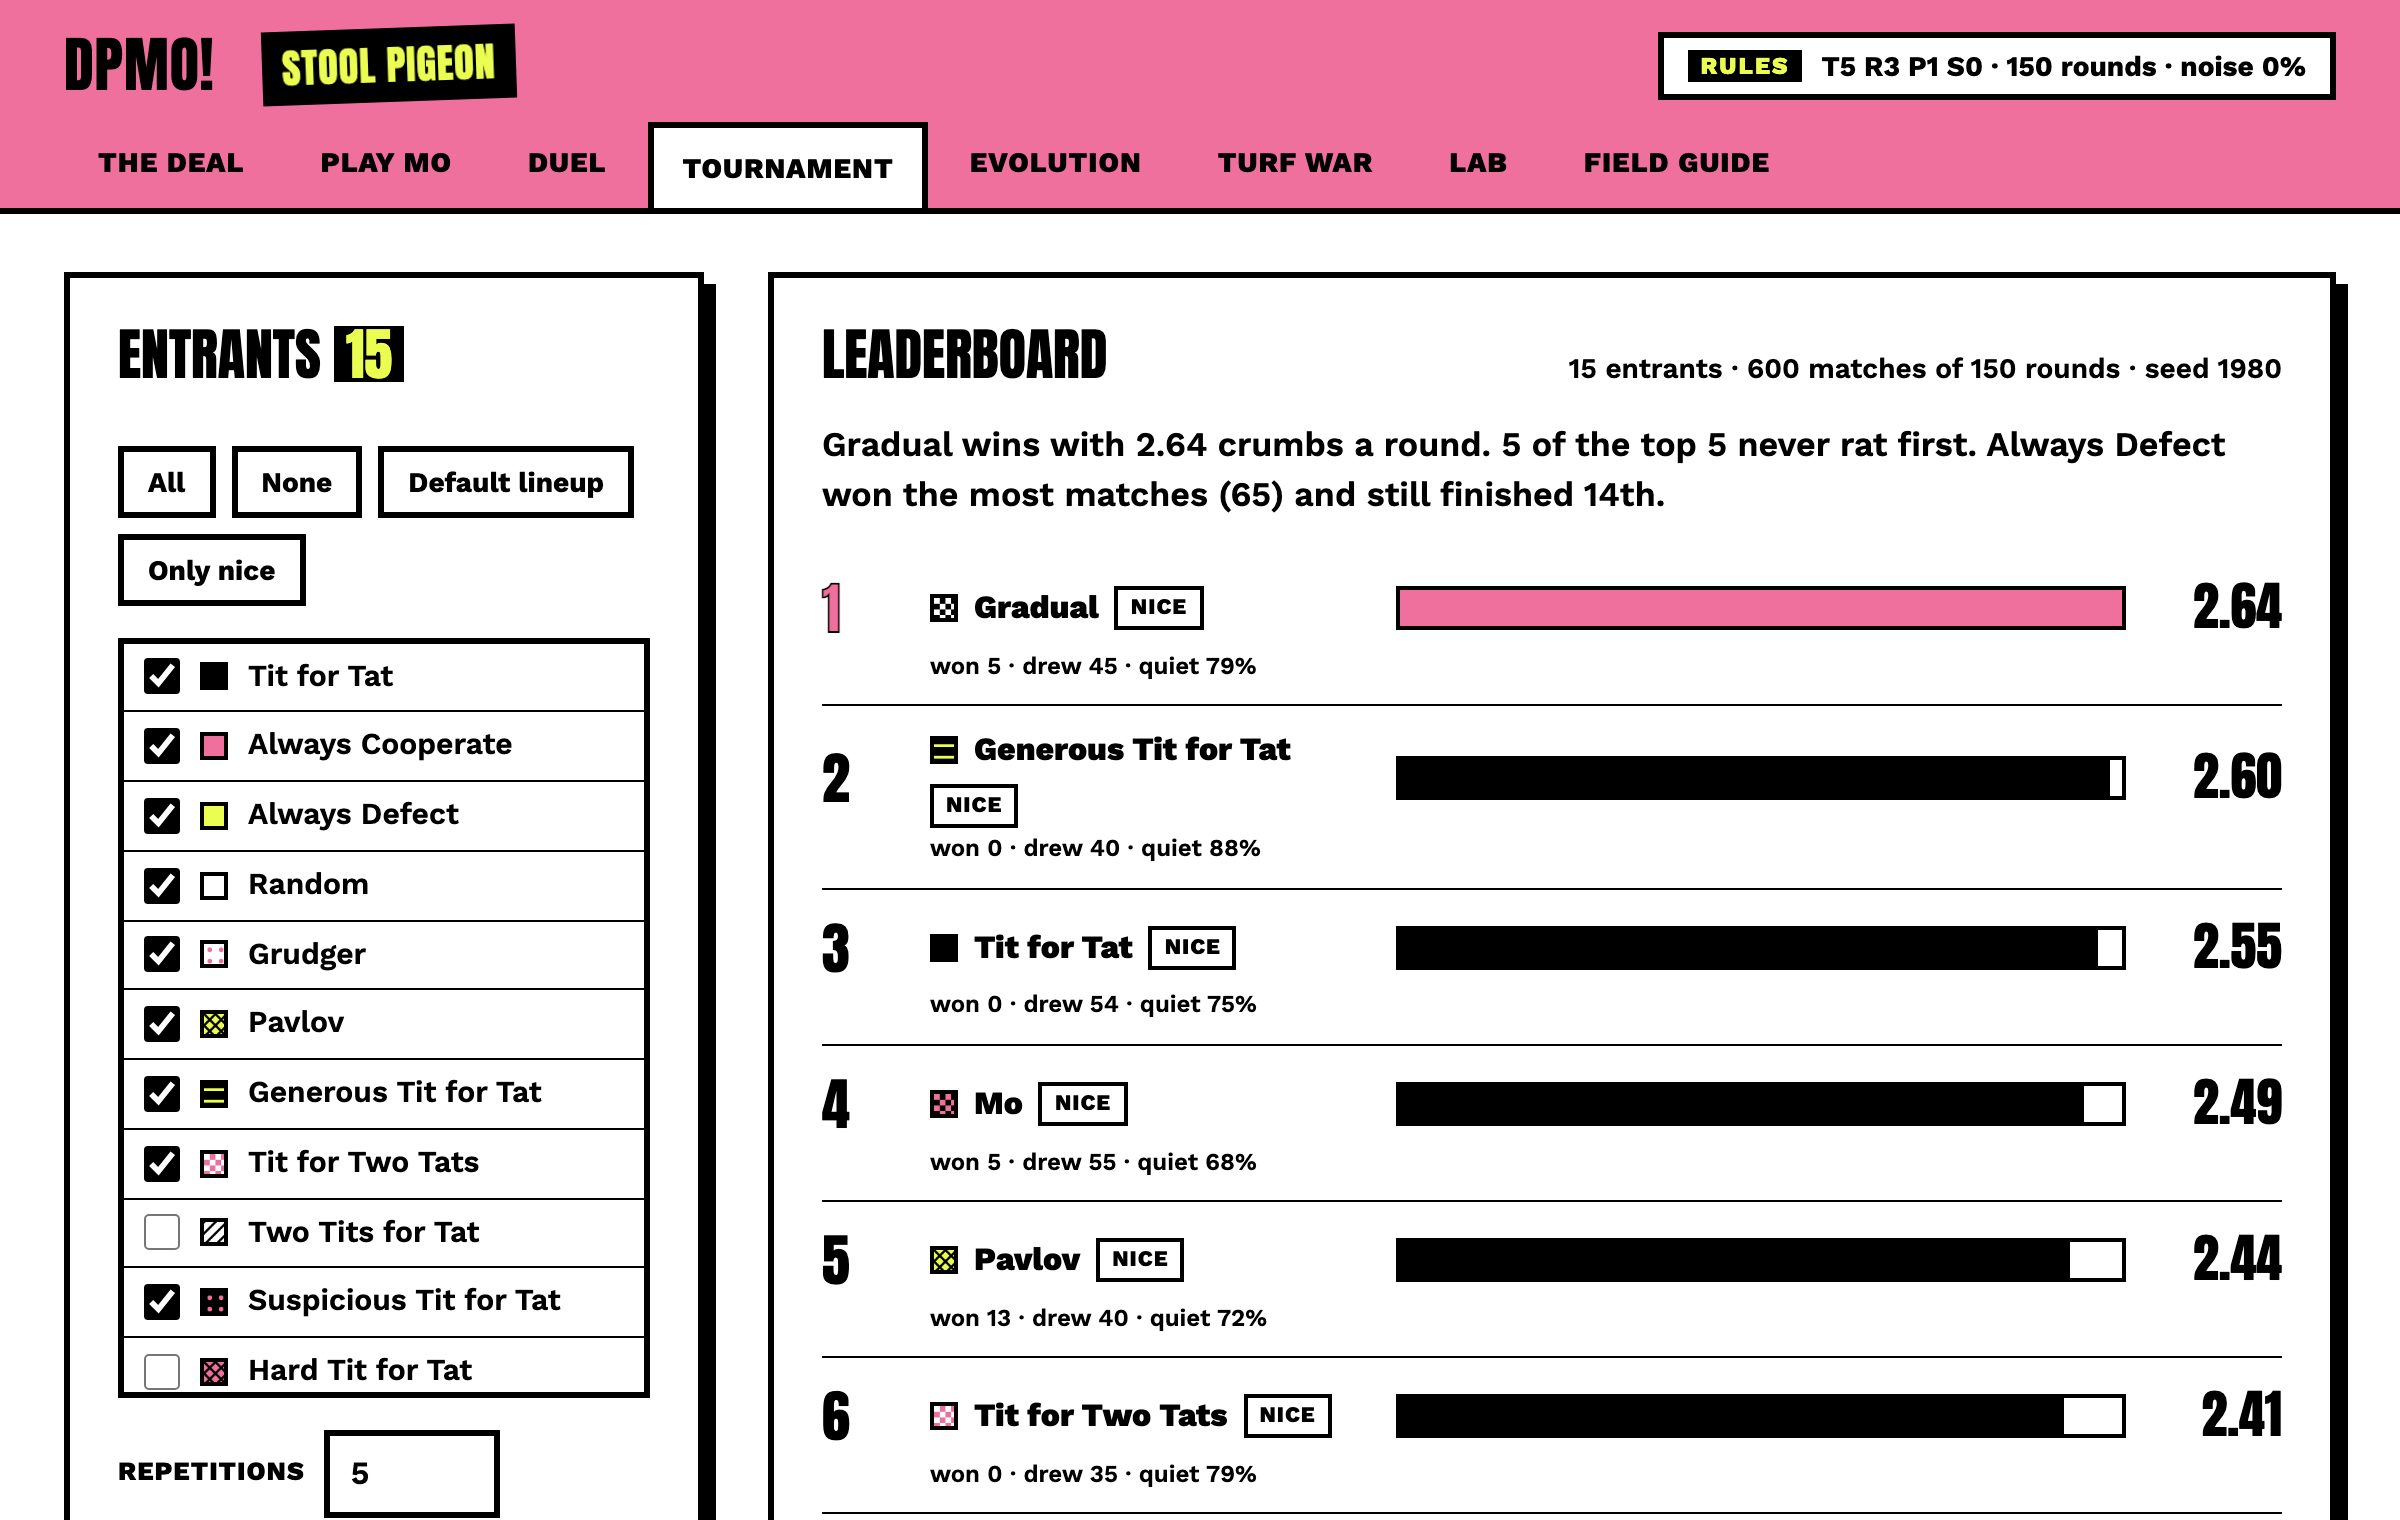 DPMO!
STOOL PIGEON
RULES T5 R3 P1 S0 · 150 rounds · noise 0%
THE DEAL
PLAY MO
DUEL
TOURNAMENT
EVOLUTION
TURF WAR
LAB
FIELD GUIDE
ENTRANTS 15
All
None
Default lineup
Only nice
Tit for Tat
Always Cooperate
Always Defect
Random
Grudger
Pavlov
Generous Tit for Tat
Tit for Two Tats
Two Tits for Tat
Suspicious Tit for Tat
Hard Tit for Tat
REPETITIONS 5
LEADERBOARD
15 entrants · 600 matches of 150 rounds · seed 1980
Gradual wins with 2.64 crumbs a round. 5 of the top 5 never rat first. Always Defect
won the most matches (65) and still finished 14th.
1 Gradual NICE 2.64
won 5 · drew 45 · quiet 79%
2 Generous Tit for Tat 2.60
NICE
won 0 · drew 40 · quiet 88%
3 Tit for Tat NICE 2.55
won 0 · drew 54 · quiet 75%
4 Mo NICE 2.49
won 5 · drew 55 · quiet 68%
5 Pavlov NICE 2.44
won 13 · drew 40 · quiet 72%
6 Tit for Two Tats NICE 2.41
won 0 · drew 35 · quiet 79%